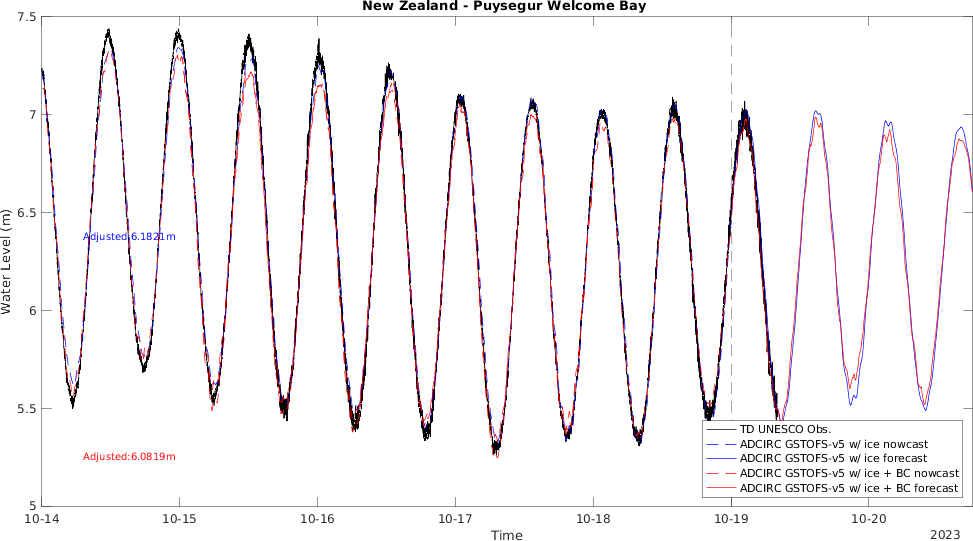 New Zealand - Puysegur Welcome Bay
7.5
7
6.5
6
5.5
5
Water Level (m)
Adjusted:6.1821m
Adjusted:6.0819m
TD UNESCO Obs.
ADCIRC GSTOFS-v5 w/ ice nowcast
ADCIRC GSTOFS-v5 w/ ice forecast
ADCIRC GSTOFS-v5 w/ ice + BC nowcast
ADCIRC GSTOFS-v5 w/ ice + BC forecast
10-14 10-15 10-16 10-17 10-18 10-19 10-20
Time
2023